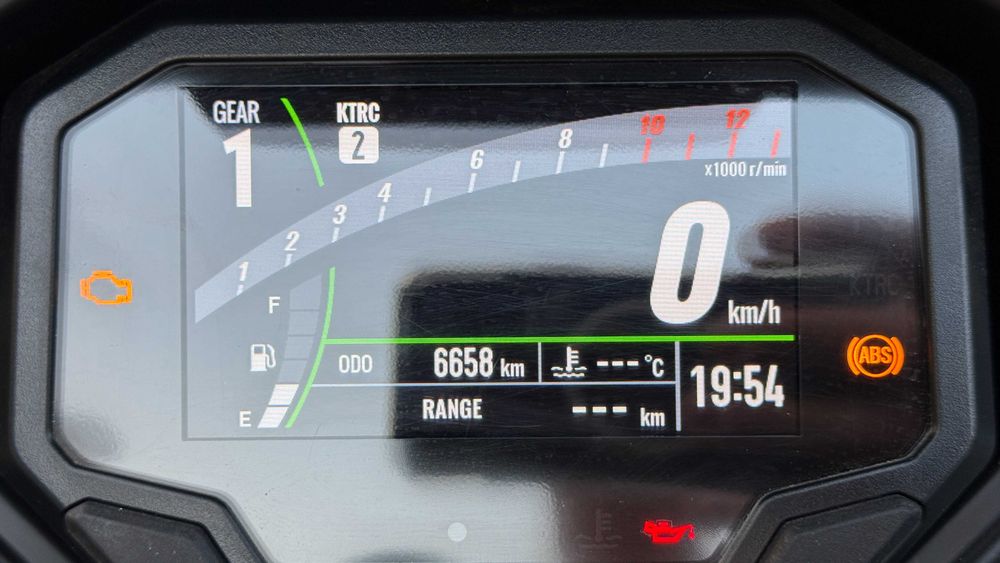 GEAR
1
KTRC
2
1 2 3 4 6 8 10 12
x1000 r/min
0 km/h
F
E
ODO 6658 km
---°C
RANGE --- km
19:54
KTRC
ABS